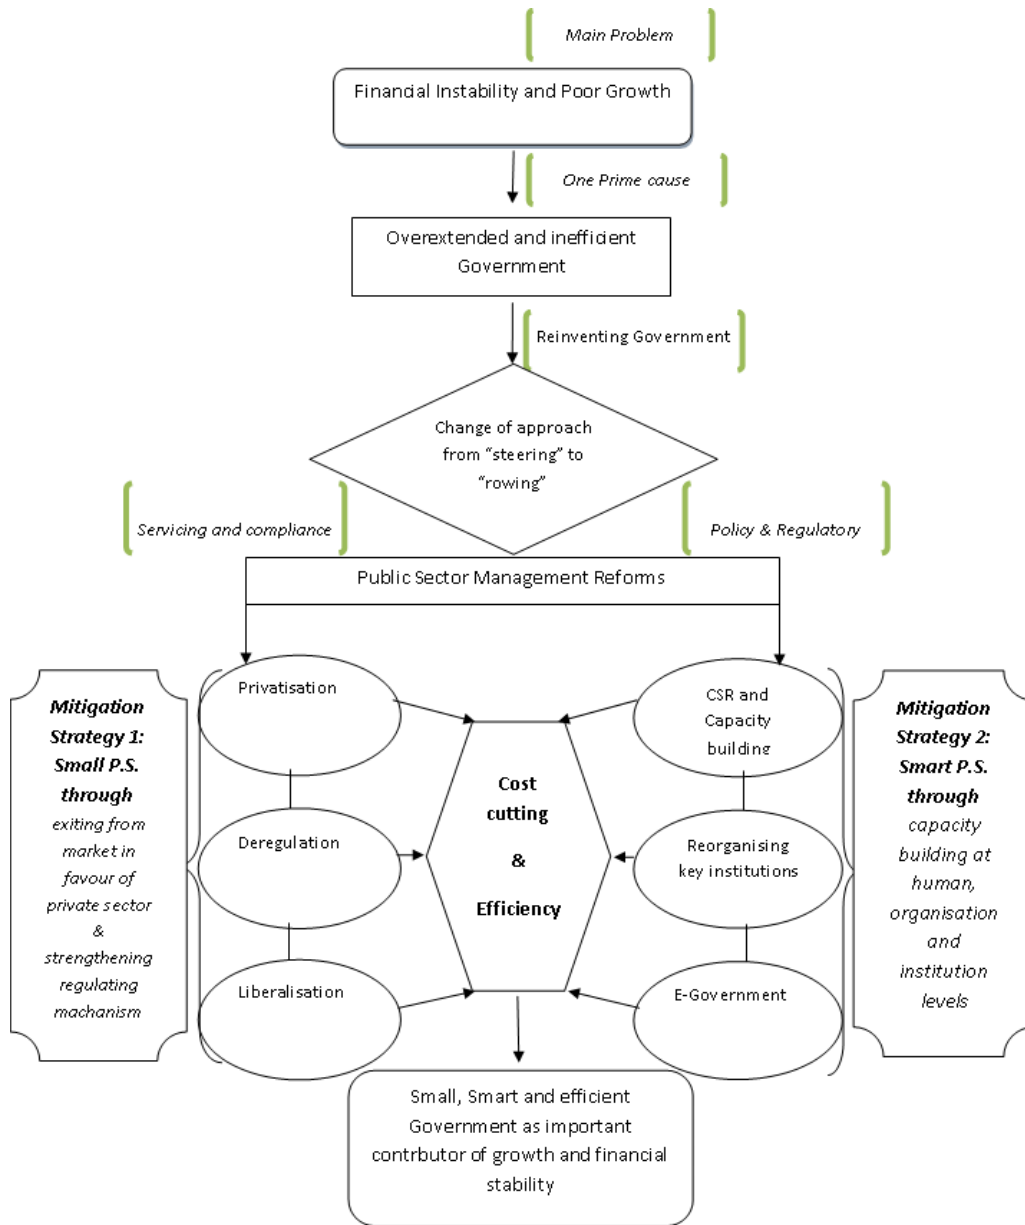 Main Problem
Financial Instability and Poor Growth
One Prime cause
Overextended and inefficient
Government
Reinventing Government
Change of approach
from “steering” to
“rowing”
Servicing and compliance
Policy & Regulatory
Public Sector Management Reforms
Mitigation
Strategy 1:
Small P.S.
through
exiting from
market in
favour of
private sector
&
strengthening
regulating
machanism
Privatisation
Deregulation
Liberalisation
Cost
cutting
&
Efficiency
CSR and
Capacity
building
Reorganising
key institutions
E-Government
Mitigation
Strategy 2:
Smart P.S.
through
capacity
building at
human,
organisation
and
institution
levels
Small, Smart and efficient
Government as important
contrbutor of growth and financial
stability